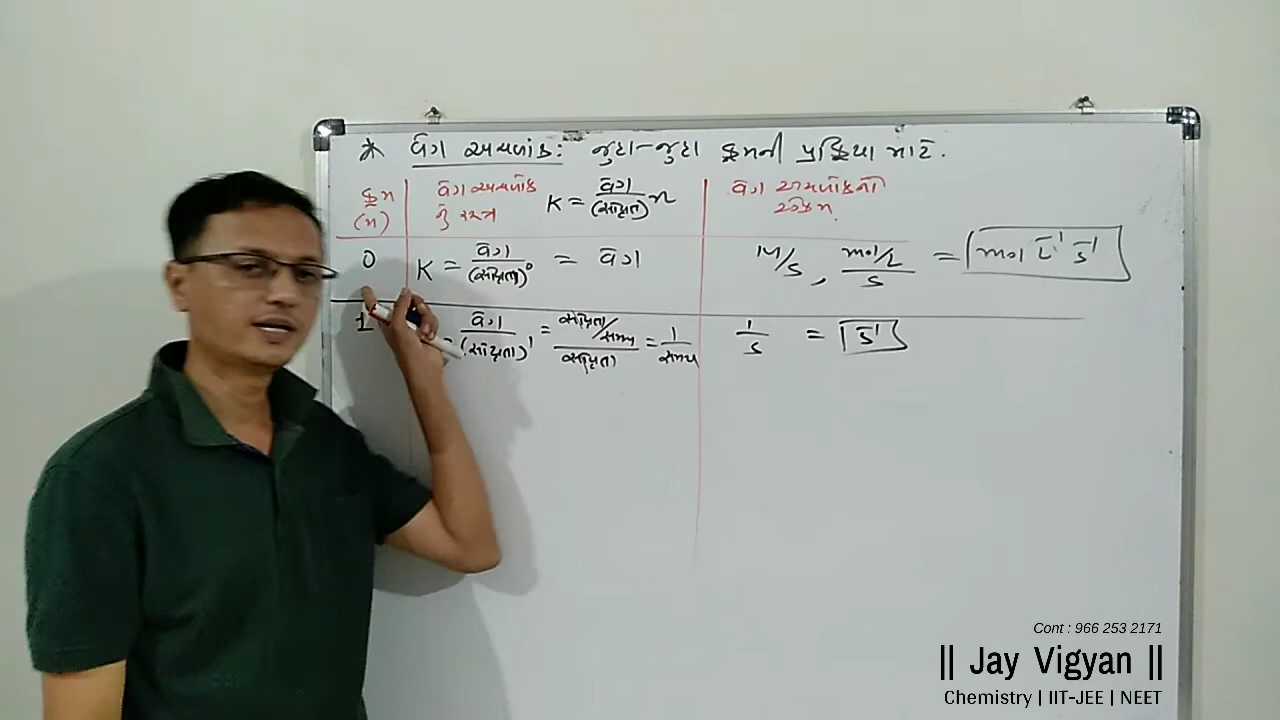 * વેગ અચળાંક: જુદા-જુદા ક્રમની પ્રક્રિયા માટે.
ક્રમ (n) વેગ અચળાંક નું સૂત્ર K = વેગ/(સાંદ્રતા)^n વેગ અચળાંકનો એકમ.
0 K = વેગ/(સાંદ્રતા)^0 = વેગ M/s, mol/L/s = mol L^-1 s^-1
1 = વેગ/(સાંદ્રતા)^1 = સાંદ્રતા/સમય/સાંદ્રતા = 1/સમય 1/s = s^-1
Cont : 966 253 2171
|| Jay Vigyan ||
Chemistry | IIT-JEE | NEET